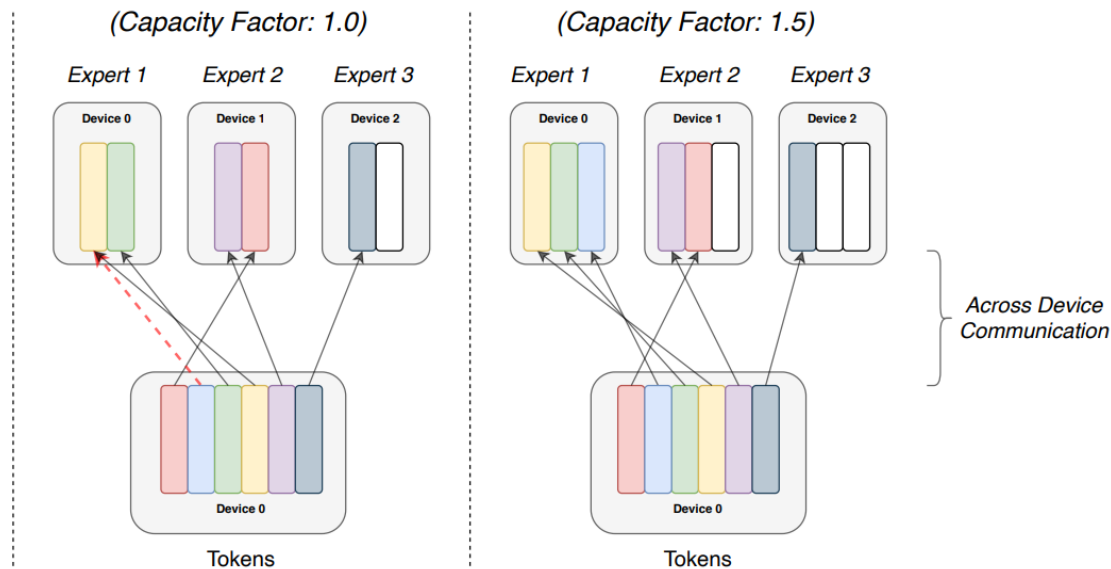 (Capacity Factor: 1.0)
Expert 1 Expert 2 Expert 3
Device 0 Device 1 Device 2
Device 0
Tokens
(Capacity Factor: 1.5)
Expert 1 Expert 2 Expert 3
Device 0 Device 1 Device 2
Device 0
Tokens
Across Device
Communication